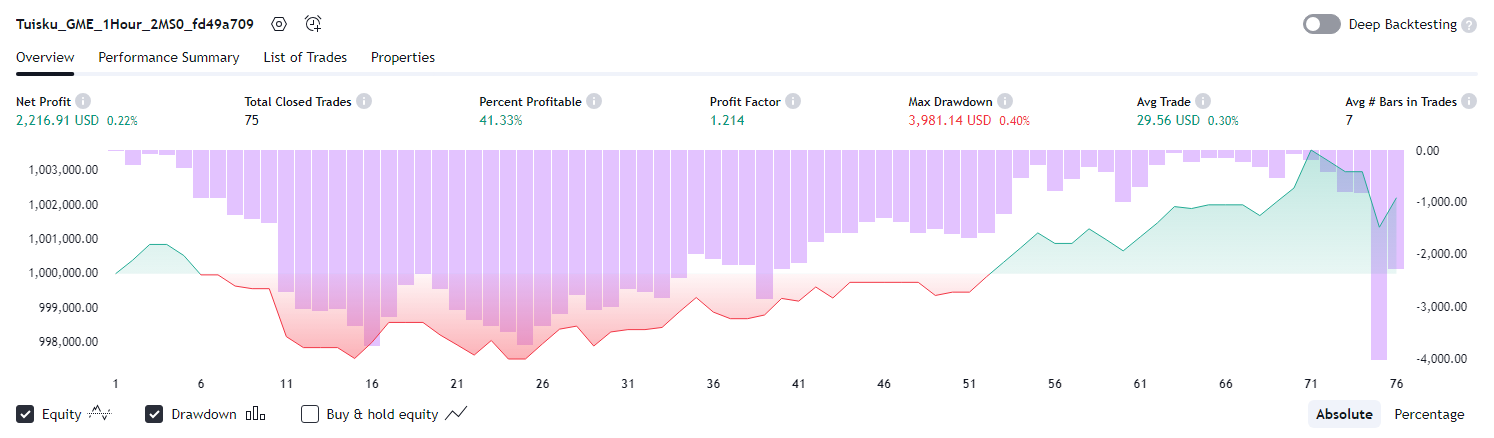 Tuisku_GME_1Hour_2MS0_fd49a709 Deep Backtesting ?
Overview Performance Summary List of Trades Properties
Net Profit i Total Closed Trades i Percent Profitable i Profit Factor i Max Drawdown i Avg Trade i Avg # Bars in Trades i
2,216.91 USD 0.22% 75 41.33% 1.214 3,981.14 USD 0.40% 29.56 USD 0.30% 7
0.00
1,003,000.00
1,002,000.00 -1,000.00
1,001,000.00
1,000,000.00 -2,000.00
999,000.00 -3,000.00
998,000.00
-4,000.00
1 6 11 16 21 26 31 36 41 46 51 56 61 66 71 76
Equity Drawdown Buy & hold equity Absolute Percentage